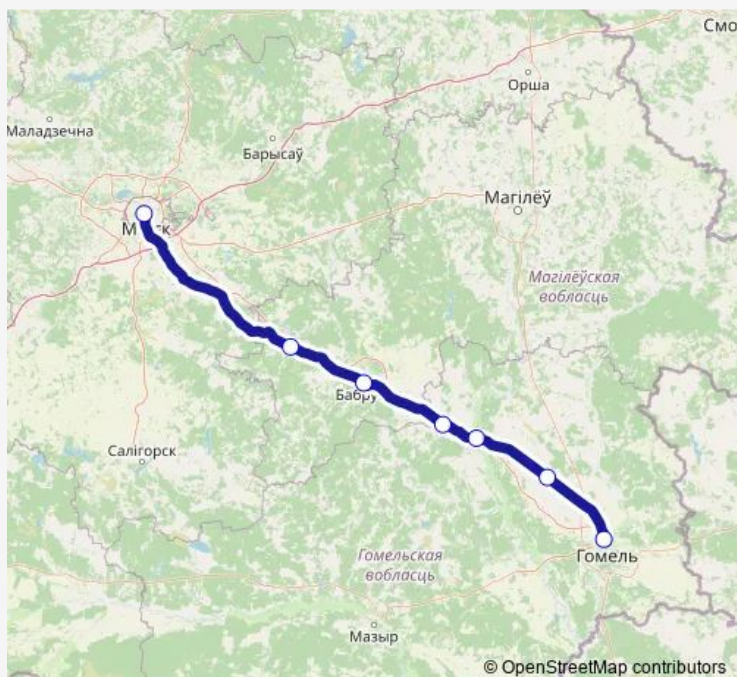 Смо
Орша
Маладзечна
Барысаў
Магілёў
Магілёўская
вобласць
Салігорск
Гомельская
вобласць
Гомель
Мазыр
© OpenStreetMap contributors